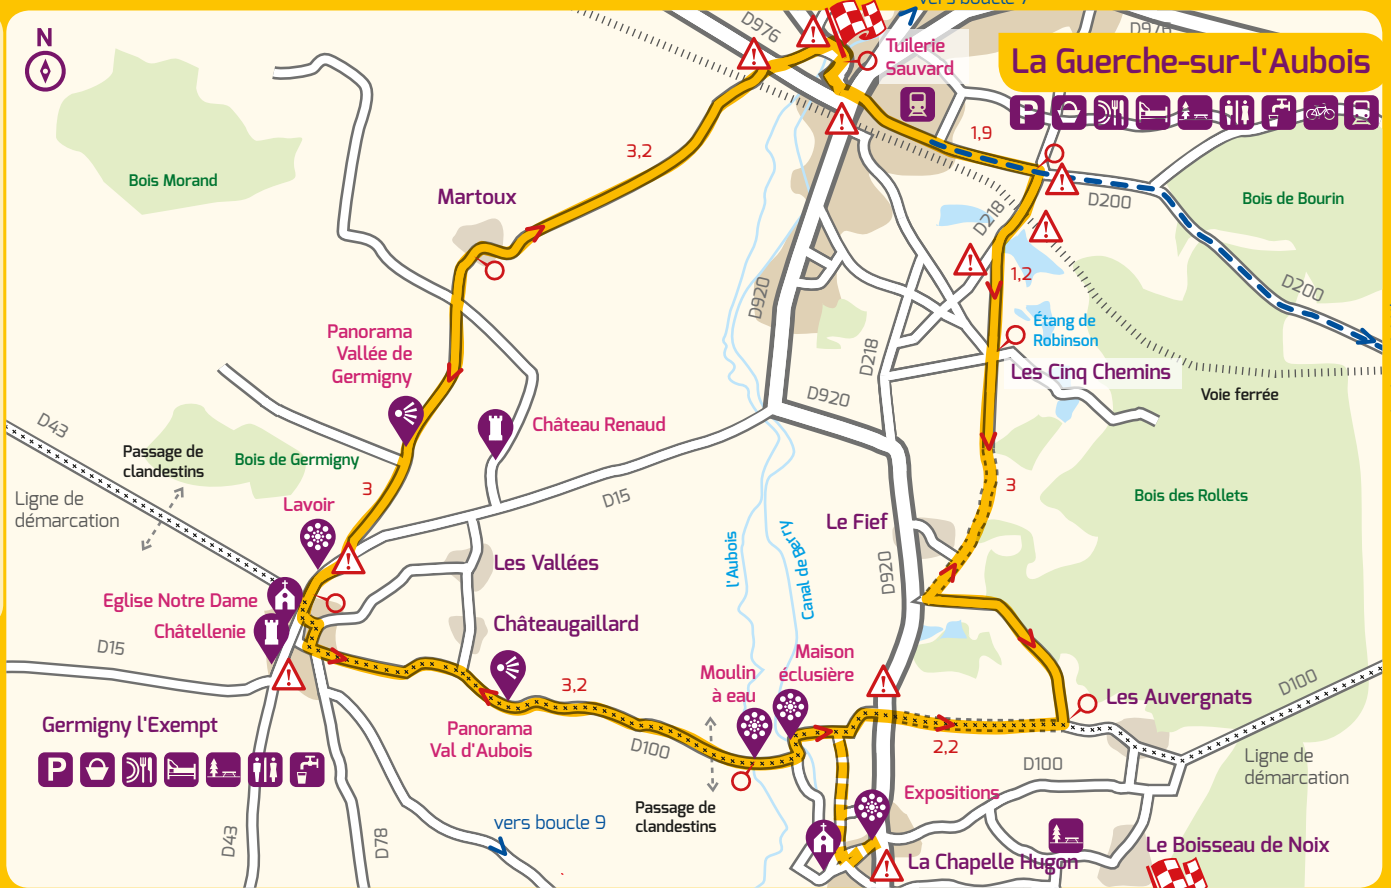 vers boucle 7
N
D976
D976
Tuilerie
Sauvard
La Guerche-sur-l'Aubois
P
1,9
3,2
Bois Morand
Martoux
D200
Bois de Bourin
D218
1,2
D200
D920
Étang de
Robinson
Panorama
Vallée de
Germigny
D218
Les Cinq Chemins
Voie ferrée
D920
D43
Château Renaud
Passage de
clandestins
Bois de Germigny
Ligne de
démarcation
3
D15
3
Bois des Rollets
Lavoir
Le Fief
l'Aubois
Canal de Berry
D920
Les Vallées
Eglise Notre Dame
Châtellenie
Châteaugaillard
D15
Maison
éclusière
Moulin
à eau
3,2
D100
Les Auvergnats
Germigny l'Exempt
Panorama
Val d'Aubois
D100
2,2
D100
Ligne de
démarcation
P
Expositions
Passage de
clandestins
vers boucle 9
D43
D78
La Chapelle Hugon
Le Boisseau de Noix